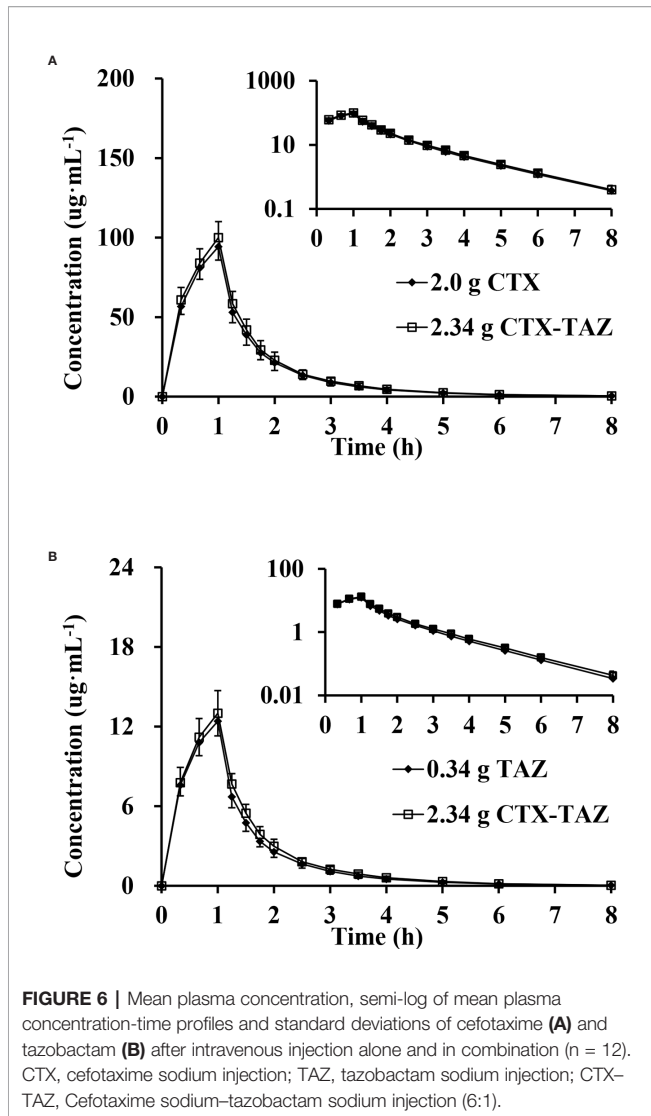 A
200
150
100
50
0
Concentration (ug·mL-1)
0 1 2 3 4 5 6 7 8
Time (h)
1000
10
0.1
0 1 2 3 4 5 6 7 8
2.0 g CTX
2.34 g CTX-TAZ
B
24
18
12
6
0
Concentration (ug·mL-1)
0 1 2 3 4 5 6 7 8
Time (h)
100
1
0.01
0 1 2 3 4 5 6 7 8
0.34 g TAZ
2.34 g CTX-TAZ
FIGURE 6 | Mean plasma concentration, semi-log of mean plasma
concentration-time profiles and standard deviations of cefotaxime (A) and
tazobactam (B) after intravenous injection alone and in combination (n = 12).
CTX, cefotaxime sodium injection; TAZ, tazobactam sodium injection; CTX–
TAZ, Cefotaxime sodium–tazobactam sodium injection (6:1).